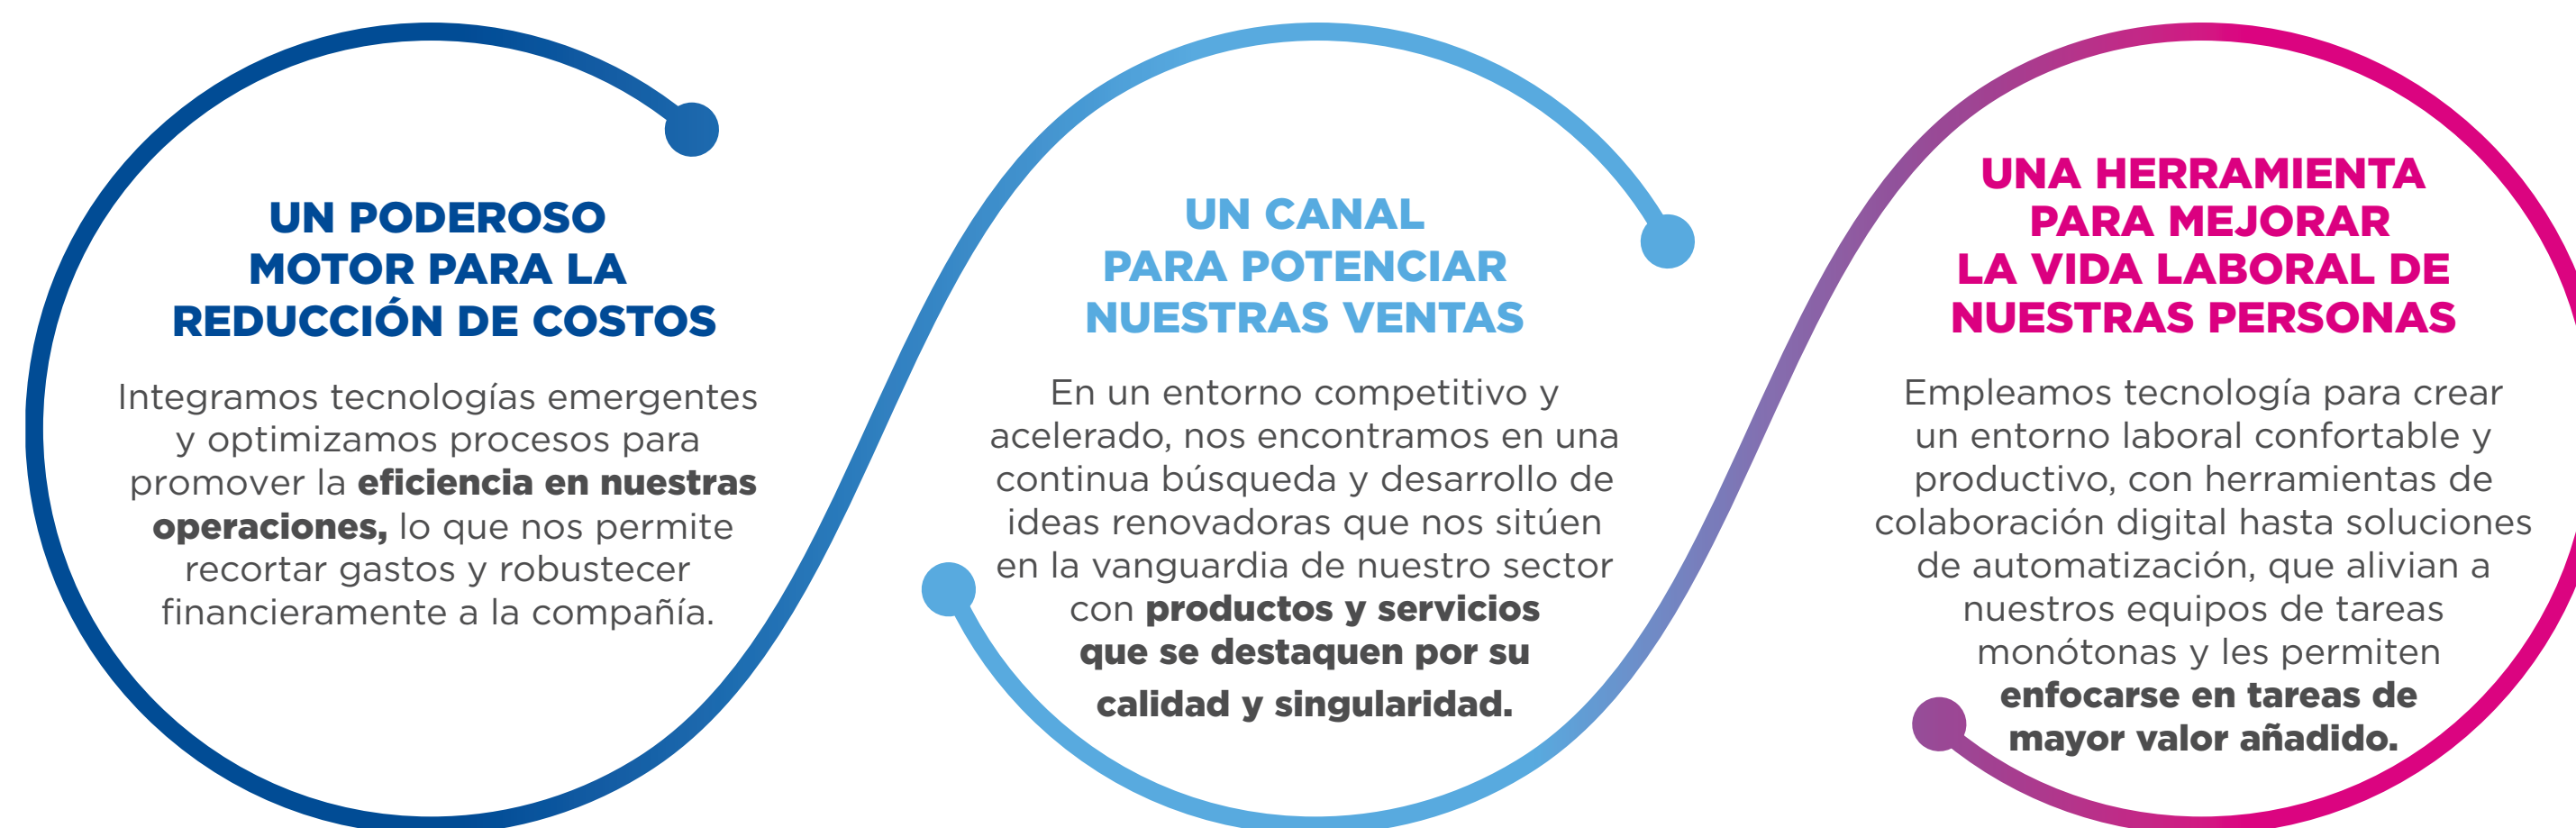 UN PODEROSO
MOTOR PARA LA
REDUCCIÓN DE COSTOS
Integramos tecnologías emergentes
y optimizamos procesos para
promover la eficiencia en nuestras
operaciones, lo que nos permite
recortar gastos y robustecer
financieramente a la compañía.
UN CANAL
PARA POTENCIAR
NUESTRAS VENTAS
En un entorno competitivo y
acelerado, nos encontramos en una
continua búsqueda y desarrollo de
ideas renovadoras que nos sitúen
en la vanguardia de nuestro sector
con productos y servicios
que se destaquen por su
calidad y singularidad.
UNA HERRAMIENTA
PARA MEJORAR
LA VIDA LABORAL DE
NUESTRAS PERSONAS
Empleamos tecnología para crear
un entorno laboral confortable y
productivo, con herramientas de
colaboración digital hasta soluciones
de automatización, que alivian a
nuestros equipos de tareas
monótonas y les permiten
enfocarse en tareas de
mayor valor añadido.